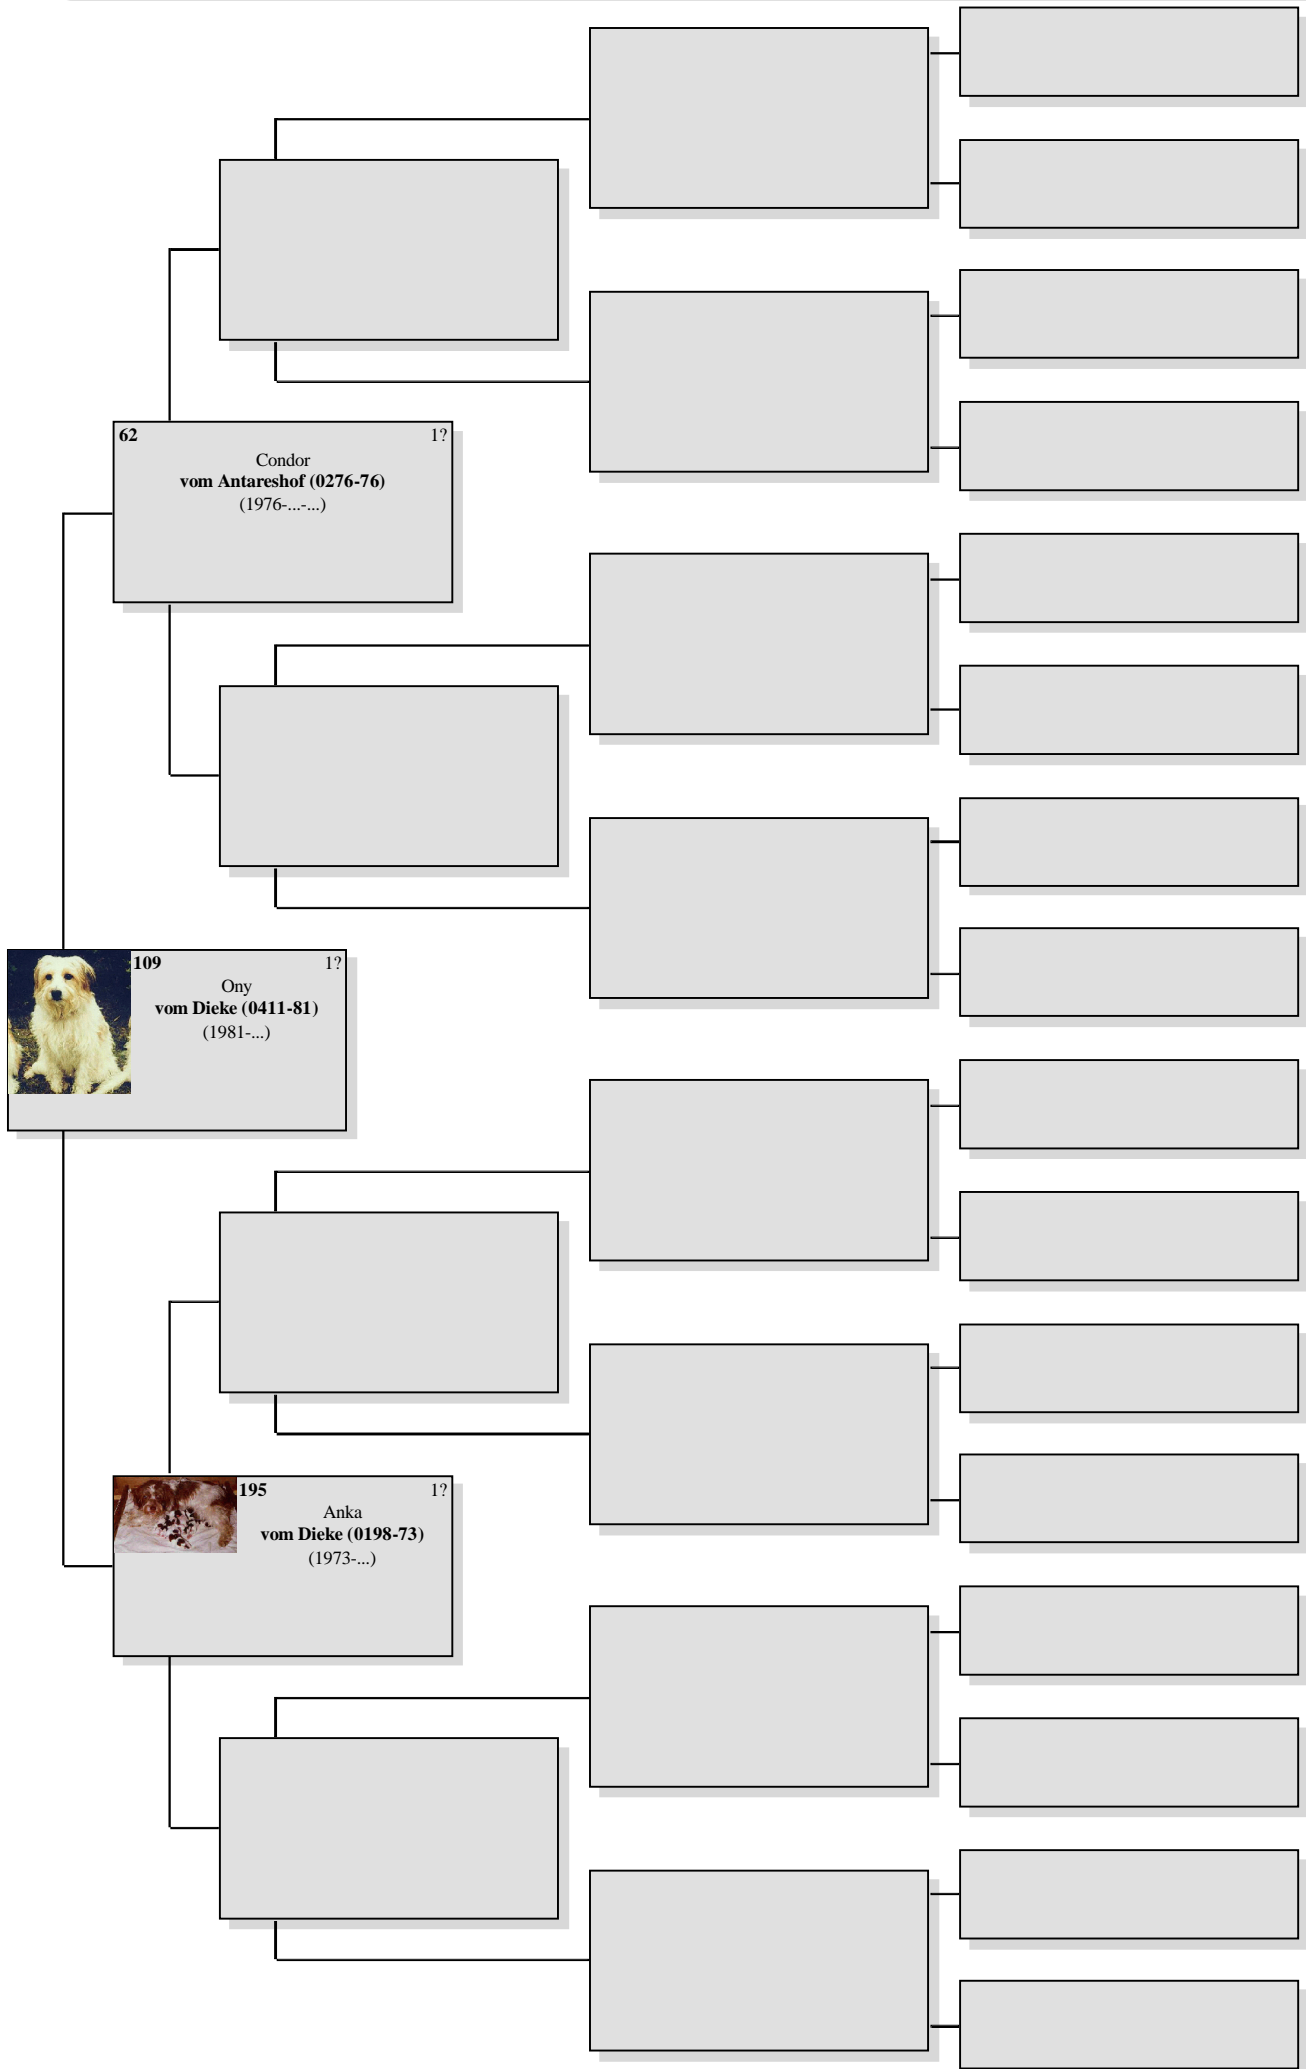 62 1?
Condor
vom Antareshof (0276-76)
(1976-...-...)
109 1?
Ony
vom Dieke (0411-81)
(1981-...)
195 1?
Anka
vom Dieke (0198-73)
(1973-...)